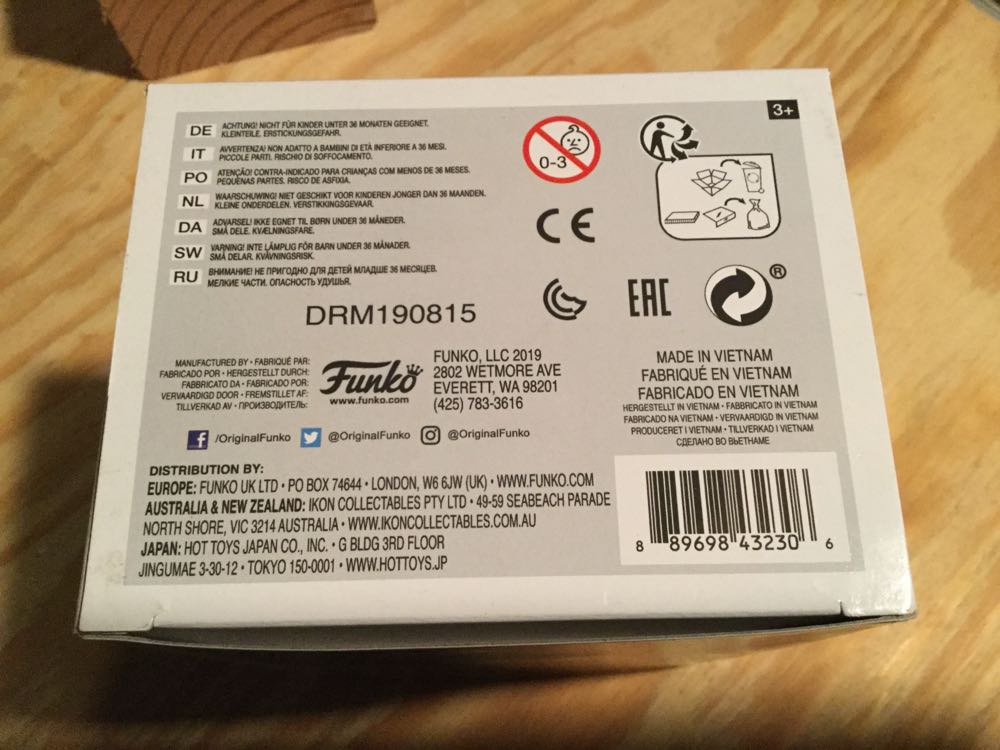 3+
DE ACHTUNG! NICHT FÜR KINDER UNTER 36 MONATEN GEEIGNET.
KLEINTEILE. ERSTICKUNGSGEFAHR.
IT AVVERTENZA! NON ADATTO A BAMBINI DI ETÀ INFERIORE A 36 MESI.
PICCOLE PARTI. RISCHIO DI SOFFOCAMENTO.
PO ATENÇÃO! CONTRA-INDICADO PARA CRIANÇAS COM MENOS DE 36 MESES.
PEQUENAS PARTES. RISCO DE ASFIXIA.
NL WAARSCHUWING! NIET GESCHIKT VOOR KINDEREN JONGER DAN 36 MAANDEN.
KLEINE ONDERDELEN. VERSTIKKINGSGEVAAR.
DA ADVARSEL! IKKE EGNET TIL BØRN UNDER 36 MÅNEDER.
SMÅ DELE. KVÆLNINGSFARE.
SW VARNING! INTE LÄMPLIG FÖR BARN UNDER 36 MÅNADER.
SMÅ DELAR. KVÄVNINGSRISK.
RU ВНИМАНИЕ! НЕ ПРИГОДНО ДЛЯ ДЕТЕЙ МЛАДШЕ 36 МЕСЯЦЕВ.
МЕЛКИЕ ЧАСТИ. ОПАСНОСТЬ УДУШЬЯ.
0-3
CE
EAC
®
DRM190815
MANUFACTURED BY • FABRIQUÉ PAR:
FABRICADO POR • HERGESTELLT DURCH:
FABBRICATO DA • FABRICADO POR:
VERVAARDIGD DOOR • FREMSTILLET AF:
TILLVERKAD AV • ПРОИЗВОДИТЕЛЬ:
Funko
www.funko.com
FUNKO, LLC 2019
2802 WETMORE AVE
EVERETT, WA 98201
(425) 783-3616
MADE IN VIETNAM
FABRIQUÉ EN VIETNAM
FABRICADO EN VIETNAM
HERGESTELLT IN VIETNAM • FABBRICATO IN VIETNAM
FABRICADO NA VIETNAM • VERVAARDIGD IN VIETNAM
PRODUCERET I VIETNAM • TILLVERKAD I VIETNAM
СДЕЛАНО ВО ВЬЕТНАМЕ
f /OriginalFunko @OriginalFunko @OriginalFunko
DISTRIBUTION BY:
EUROPE: FUNKO UK LTD • PO BOX 74644 • LONDON, W6 6JW (UK) • WWW.FUNKO.COM
AUSTRALIA & NEW ZEALAND: IKON COLLECTABLES PTY LTD • 49-59 SEABEACH PARADE
NORTH SHORE, VIC 3214 AUSTRALIA • WWW.IKONCOLLECTABLES.COM.AU
JAPAN: HOT TOYS JAPAN CO., INC. • G BLDG 3RD FLOOR
JINGUMAE 3-30-12 • TOKYO 150-0001 • WWW.HOTTOYS.JP
8 89698 43230 6